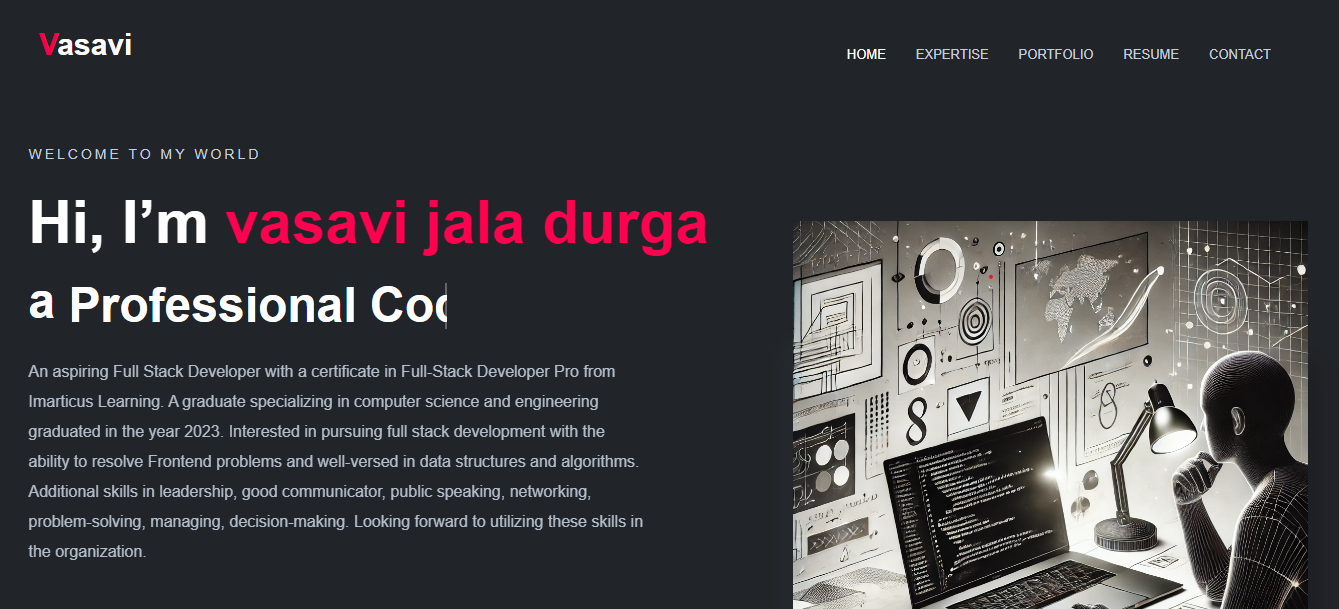 Vasavi
HOME EXPERTISE PORTFOLIO RESUME CONTACT
WELCOME TO MY WORLD
Hi, I’m vasavi jala durga
a Professional Coc
An aspiring Full Stack Developer with a certificate in Full-Stack Developer Pro from
Imarticus Learning. A graduate specializing in computer science and engineering
graduated in the year 2023. Interested in pursuing full stack development with the
ability to resolve Frontend problems and well-versed in data structures and algorithms.
Additional skills in leadership, good communicator, public speaking, networking,
problem-solving, managing, decision-making. Looking forward to utilizing these skills in
the organization.